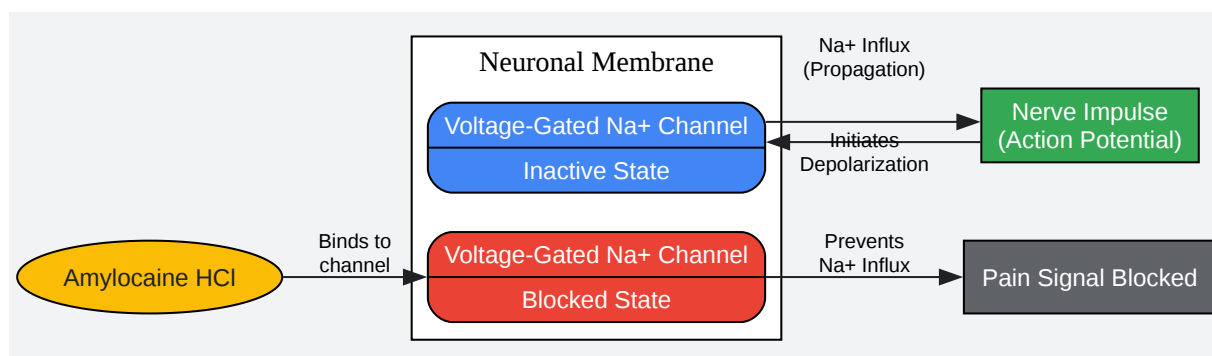 Neuronal Membrane
Voltage-Gated Na+ Channel
Inactive State
Na+ Influx
(Propagation)
Initiates
Depolarization
Nerve Impulse
(Action Potential)
Amylocaine HCl
Binds to
channel
Voltage-Gated Na+ Channel
Blocked State
Prevents
Na+ Influx
Pain Signal Blocked